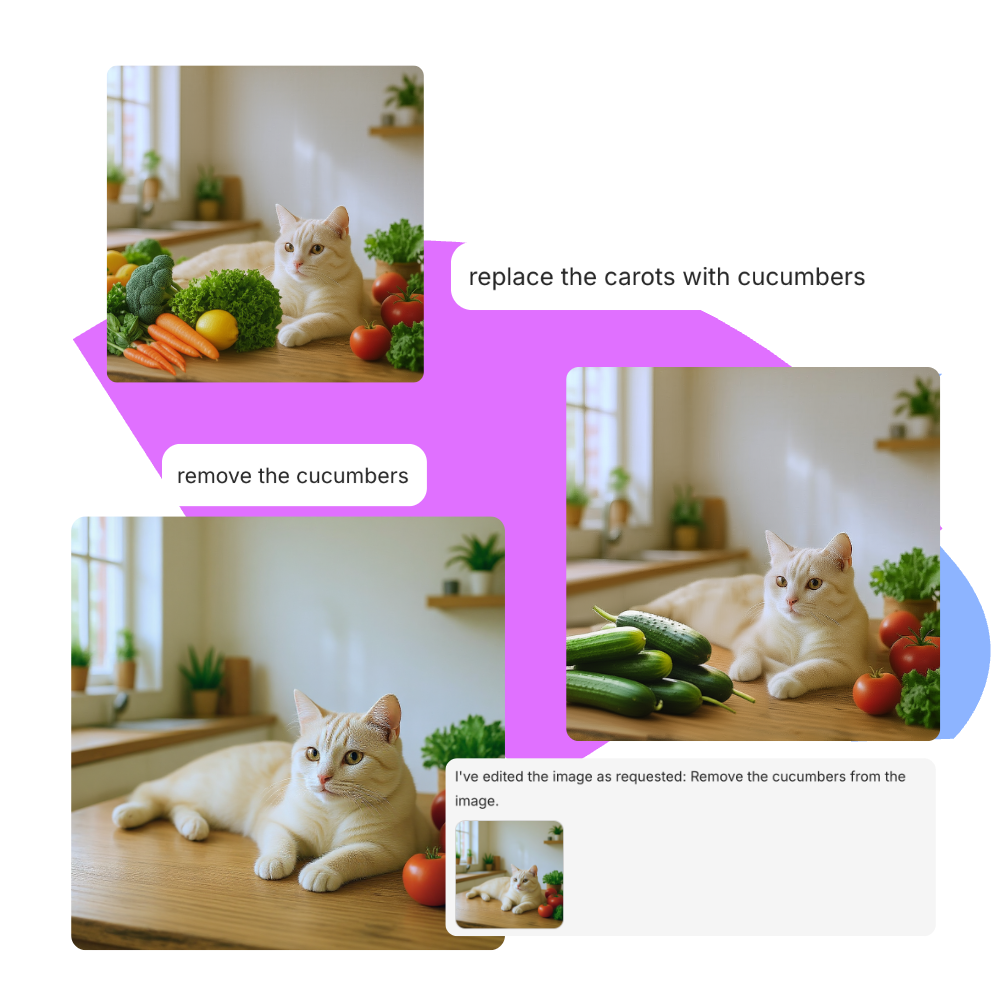 replace the carots with cucumbers
remove the cucumbers
I've edited the image as requested: Remove the cucumbers from the
image.